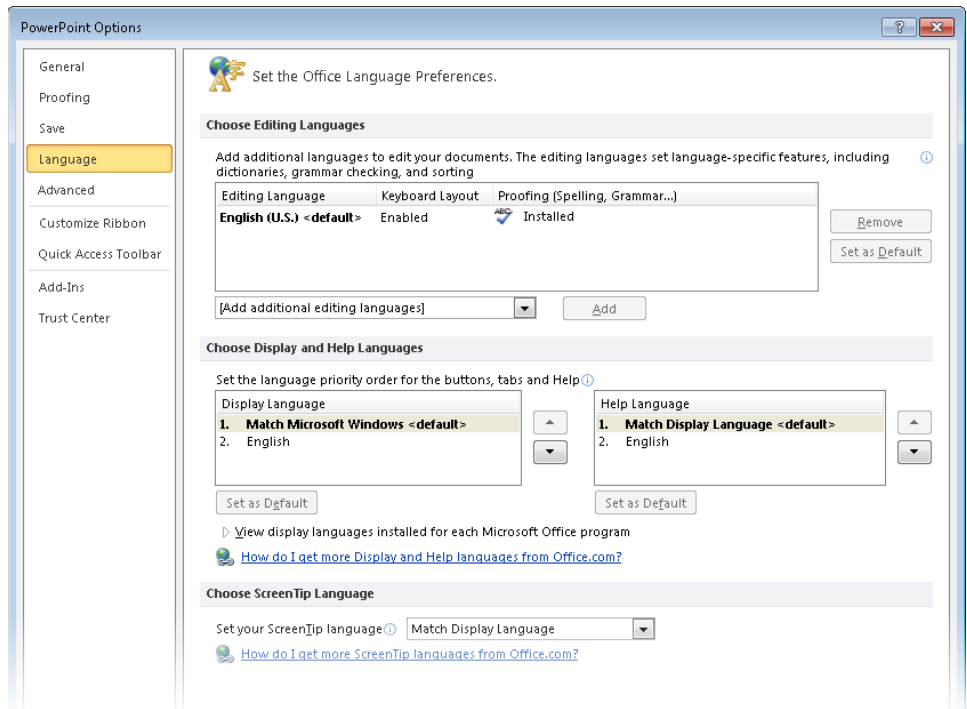 PowerPoint Options
General
Proofing
Save
Language
Advanced
Customize Ribbon
Quick Access Toolbar
Add-Ins
Trust Center
Set the Office Language Preferences.
Choose Editing Languages
Add additional languages to edit your documents. The editing languages set language-specific features, including
dictionaries, grammar checking, and sorting
Editing Language Keyboard Layout Proofing (Spelling, Grammar...)
English (U.S.) <default> Enabled ABC Installed
Remove
Set as Default
[Add additional editing languages] Add
Choose Display and Help Languages
Set the language priority order for the buttons, tabs and Help
Display Language
1. Match Microsoft Windows <default>
2. English
Set as Default
Help Language
1. Match Display Language <default>
2. English
Set as Default
View display languages installed for each Microsoft Office program
How do I get more Display and Help languages from Office.com?
Choose ScreenTip Language
Set your ScreenTip language Match Display Language
How do I get more ScreenTip languages from Office.com?